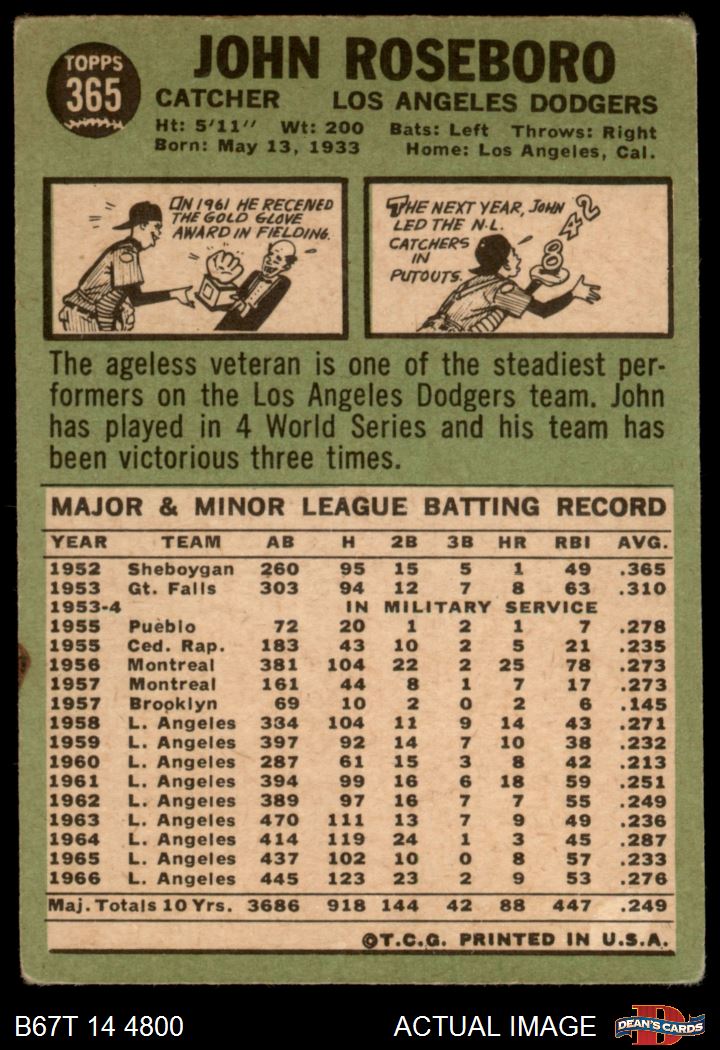 TOPPS
365
JOHN ROSEBORO
CATCHER LOS ANGELES DODGERS
Ht: 5'11" Wt: 200 Bats: Left Throws: Right
Born: May 13, 1933 Home: Los Angeles, Cal.
IN 1961 HE RECEIVED
THE GOLD GLOVE
AWARD IN FIELDING.
THE NEXT YEAR, JOHN
LED THE N.L.
CATCHERS
IN
PUTOUTS.
842
The ageless veteran is one of the steadiest per-
formers on the Los Angeles Dodgers team. John
has played in 4 World Series and his team has
been victorious three times.
MAJOR & MINOR LEAGUE BATTING RECORD
YEAR TEAM AB H 2B 3B HR RBI AVG.
1952 Sheboygan 260 95 15 5 1 49 .365
1953 Gt. Falls 303 94 12 7 8 63 .310
1953-4 IN MILITARY SERVICE
1955 Pueblo 72 20 1 2 1 7 .278
1955 Ced. Rap. 183 43 10 2 5 21 .235
1956 Montreal 381 104 22 2 25 78 .273
1957 Montreal 161 44 8 1 7 17 .273
1957 Brooklyn 69 10 2 0 2 6 .145
1958 L. Angeles 334 104 11 9 14 43 .271
1959 L. Angeles 397 92 14 7 10 38 .232
1960 L. Angeles 287 61 15 3 8 42 .213
1961 L. Angeles 394 99 16 6 18 59 .251
1962 L. Angeles 389 97 16 7 7 55 .249
1963 L. Angeles 470 111 13 7 9 49 .236
1964 L. Angeles 414 119 24 1 3 45 .287
1965 L. Angeles 437 102 10 0 8 57 .233
1966 L. Angeles 445 123 23 2 9 53 .276
Maj. Totals 10 Yrs. 3686 918 144 42 88 447 .249
©T.C.G. PRINTED IN U.S.A.
B67T 14 4800 ACTUAL IMAGE
D
DEAN'S CARDS